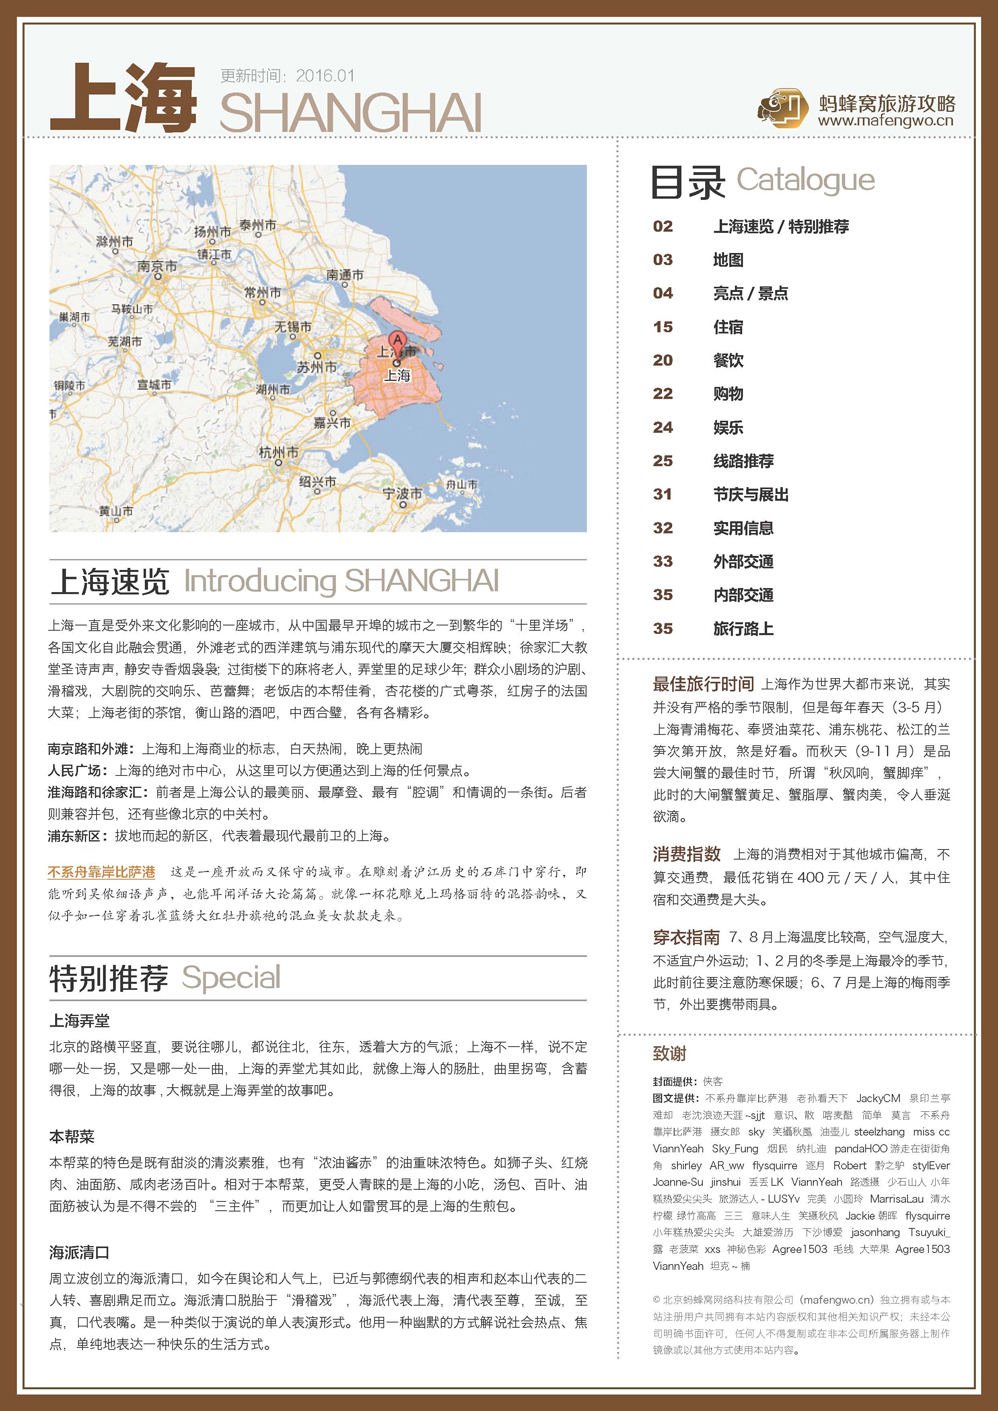 上海
更新时间：2016.01
SHANGHAI
蚂蜂窝旅游攻略
www.mafengwo.cn
滁州市
扬州市
泰州市
镇江市
南京市
南通市
常州市
马鞍山市
巢湖市
无锡市
芜湖市
上海市
苏州市
上海
铜陵市
宣城市
湖州市
市
嘉兴市
杭州市
绍兴市
舟山市
宁波市
黄山市
A
上海速览 Introducing SHANGHAI
上海一直是受外来文化影响的一座城市，从中国最早开埠的城市之一到繁华的“十里洋场”，
各国文化自此融会贯通，外滩老式的西洋建筑与浦东现代的摩天大厦交相辉映；徐家汇大教
堂圣诗声声，静安寺香烟袅袅；过街楼下的麻将老人，弄堂里的足球少年；群众小剧场的沪剧、
滑稽戏，大剧院的交响乐、芭蕾舞；老饭店的本帮佳肴，杏花楼的广式粤茶，红房子的法国
大菜；上海老街的茶馆，衡山路的酒吧，中西合璧，各有各精彩。
南京路和外滩：上海和上海商业的标志，白天热闹，晚上更热闹
人民广场：上海的绝对市中心，从这里可以方便通达到上海的任何景点。
淮海路和徐家汇：前者是上海公认的最美丽、最摩登、最有“腔调”和情调的一条街。后者
则兼容并包，还有些像北京的中关村。
浦东新区：拔地而起的新区，代表着最现代最前卫的上海。
不系舟靠岸比萨港 这是一座开放而又保守的城市。在雕刻着沪江历史的石库门中穿行，即
能听到吴侬细语声声，也能耳闻洋话大论篇篇。就像一杯花雕兑上玛格丽特的混搭韵味，又
似乎如一位穿着孔雀蓝绣大红牡丹旗袍的混血美女款款走来。
特别推荐 Special
上海弄堂
北京的路横平竖直，要说往哪儿，都说往北，往东，透着大方的气派；上海不一样，说不定
哪一处一拐，又是哪一处一曲，上海的弄堂尤其如此，就像上海人的肠肚，曲里拐弯，含蓄
得很，上海的故事，大概就是上海弄堂的故事吧。
本帮菜
本帮菜的特色是既有甜淡的清淡素雅，也有“浓油酱赤”的油重味浓特色。如狮子头、红烧
肉、油面筋、咸肉老汤百叶。相对于本帮菜，更受人青睐的是上海的小吃，汤包、百叶、油
面筋被认为是不得不尝的 “三主件”，而更加让人如雷贯耳的是上海的生煎包。
海派清口
周立波创立的海派清口，如今在舆论和人气上，已近与郭德纲代表的相声和赵本山代表的二
人转、喜剧鼎足而立。海派清口脱胎于“滑稽戏”，海派代表上海，清代表至尊，至诚，至
真，口代表嘴。是一种类似于演说的单人表演形式。他用一种幽默的方式解说社会热点、焦
点，单纯地表达一种快乐的生活方式。
目录 Catalogue
02 上海速览 / 特别推荐
03 地图
04 亮点 / 景点
15 住宿
20 餐饮
22 购物
24 娱乐
25 线路推荐
31 节庆与展出
32 实用信息
33 外部交通
35 内部交通
35 旅行路上
最佳旅行时间 上海作为世界大都市来说，其实
并没有严格的季节限制，但是每年春天（3-5 月）
上海青浦梅花、奉贤油菜花、浦东桃花、松江的兰
笋次第开放，煞是好看。而秋天（9-11 月）是品
尝大闸蟹的最佳时节，所谓“秋风响，蟹脚痒”，
此时的大闸蟹蟹黄足、蟹脂厚、蟹肉美，令人垂涎
欲滴。
消费指数 上海的消费相对于其他城市偏高，不
算交通费，最低花销在 400 元 / 天 / 人，其中住
宿和交通费是大头。
穿衣指南 7、8 月上海温度比较高，空气湿度大，
不适宜户外运动；1、2 月的冬季是上海最冷的季节，
此时前往要注意防寒保暖；6、7 月是上海的梅雨季
节，外出要携带雨具。
致谢
封面提供：侠客
图文提供：不系舟靠岸比萨港 老孙看天下 JackyCM 泉印兰亭
难却 老沈浪迹天涯 ~sjjt 意识、散 喀麦酷 简单 莫言 不系舟
靠岸比萨港 摄女郎 sky 笑摄秋風 油壶儿 steelzhang miss cc
ViannYeah Sky_Fung 烟民 纳扎迪 pandaHOO 游走在街街角
角 shirley AR_ww flysquirre 逐月 Robert 黔之驴 stylEver
Joanne-Su jinshui 丢丢 LK ViannYeah 路透摄 少石山人 小年
糕热爱尖尖头 旅游达人 - LUSYv 完美 小圆玲 MarrisaLau 清水
柠檬 绿竹高高 三三 意味人生 笑摄秋风 Jackie 朝晖 flysquirre
小年糕热爱尖尖头 大雄爱游历 下沙博爱 jasonhang Tsuyuki_
露 老菠菜 xxs 神秘色彩 Agree1503 毛线 大苹果 Agree1503
ViannYeah 坦克 ~ 楠
© 北京蚂蜂窝网络科技有限公司（mafengwo.cn）独立拥有或与本
站注册用户共同拥有本站内容版权和其他相关知识产权；未经本公
司明确书面许可，任何人不得复制或在非本公司所属服务器上制作
镜像或以其他方式使用本站内容。